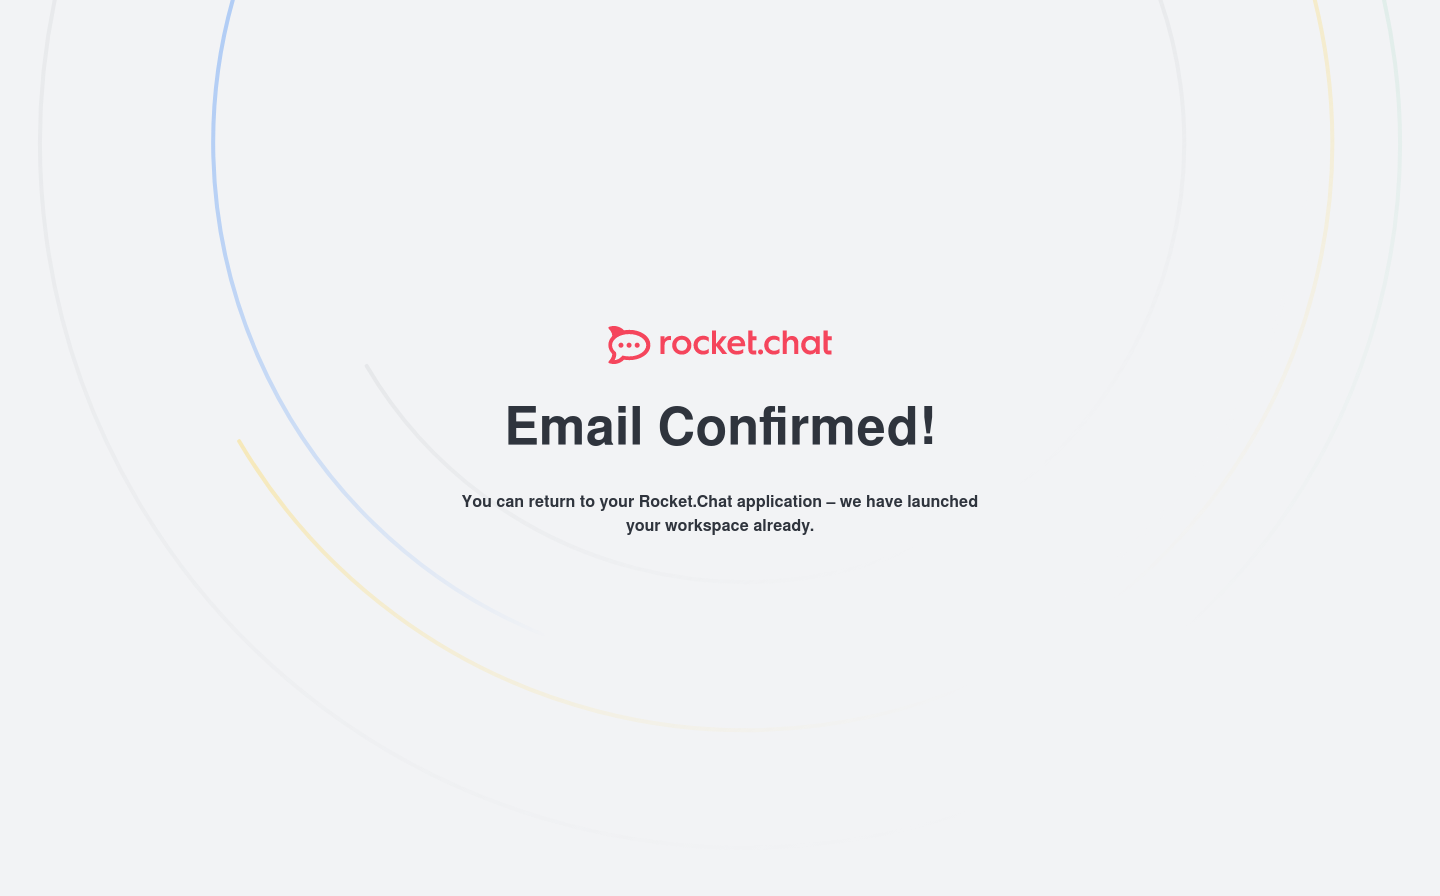 rocket.chat
Email Confirmed!
You can return to your Rocket.Chat application – we have launched
your workspace already.